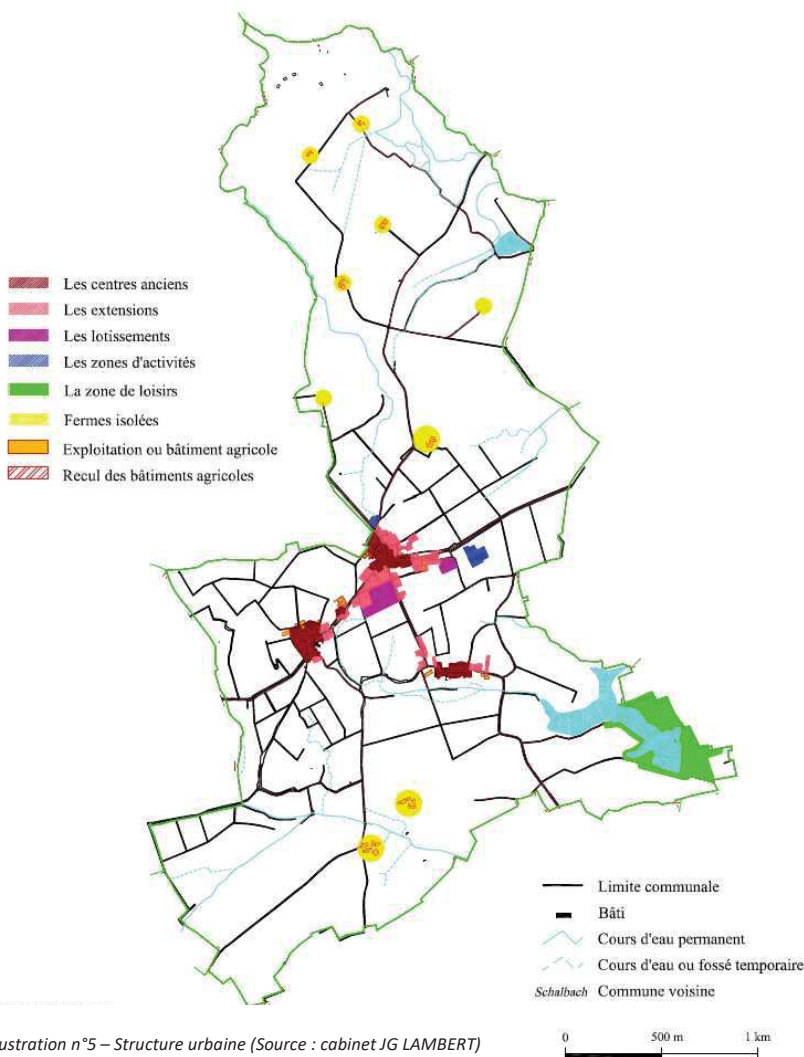 Les centres anciens
Les extensions
Les lotissements
Les zones d'activités
La zone de loisirs
Fermes isolées
Exploitation ou bâtiment agricole
Recul des bâtiments agricoles
Limite communale
Bâti
Cours d'eau permanent
Cours d'eau ou fossé temporaire
Schalbach Commune voisine
ustration n°5 – Structure urbaine (Source : cabinet JG LAMBERT)
0 500 m 1 km